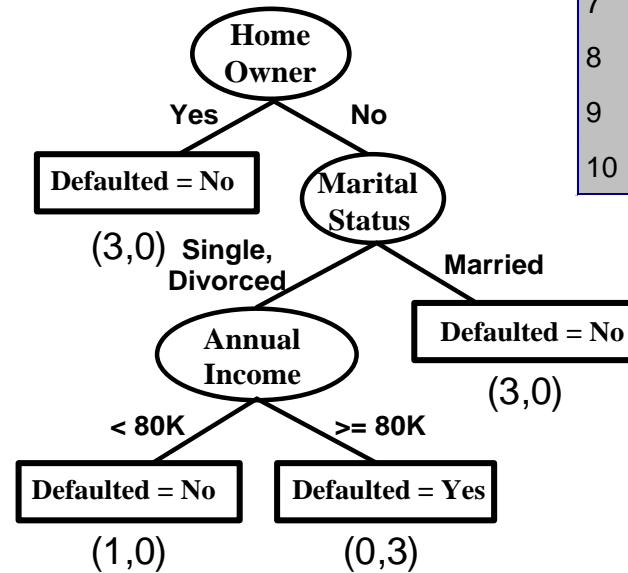 7
8
9
10
Home
Owner
Yes
No
Defaulted = No
Marital
Status
(3,0)
Single,
Divorced
Married
Annual
Income
Defaulted = No
(3,0)
< 80K
>= 80K
Defaulted = No
Defaulted = Yes
(1,0)
(0,3)